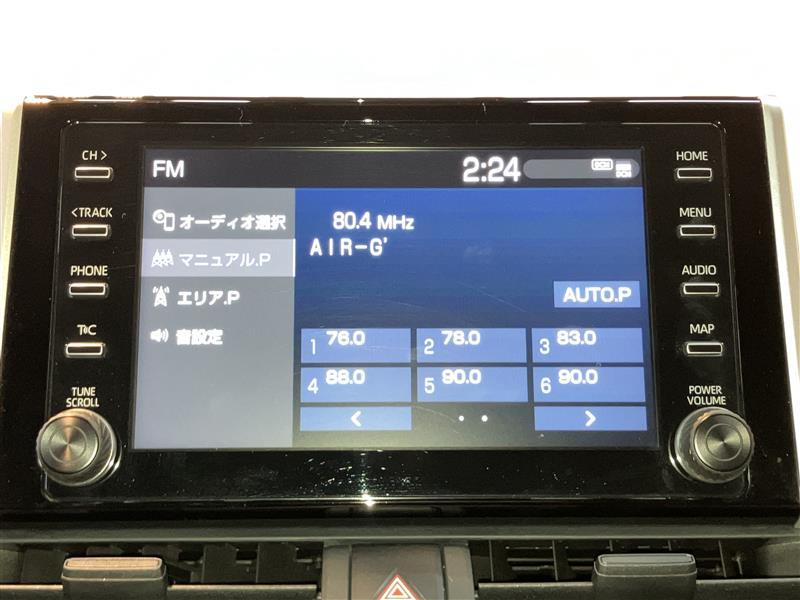 CH >
<TRACK
PHONE
T C
TUNE
SCROLL
FM
2:24
DCM
オーディオ選択
マニュアル.P
エリア.P
音設定
80.4 MHz
AIR-G'
AUTO.P
1 76.0
2 78.0
3 83.0
4 88.0
5 90.0
6 90.0
<
>
HOME
MENU
AUDIO
MAP
POWER
VOLUME